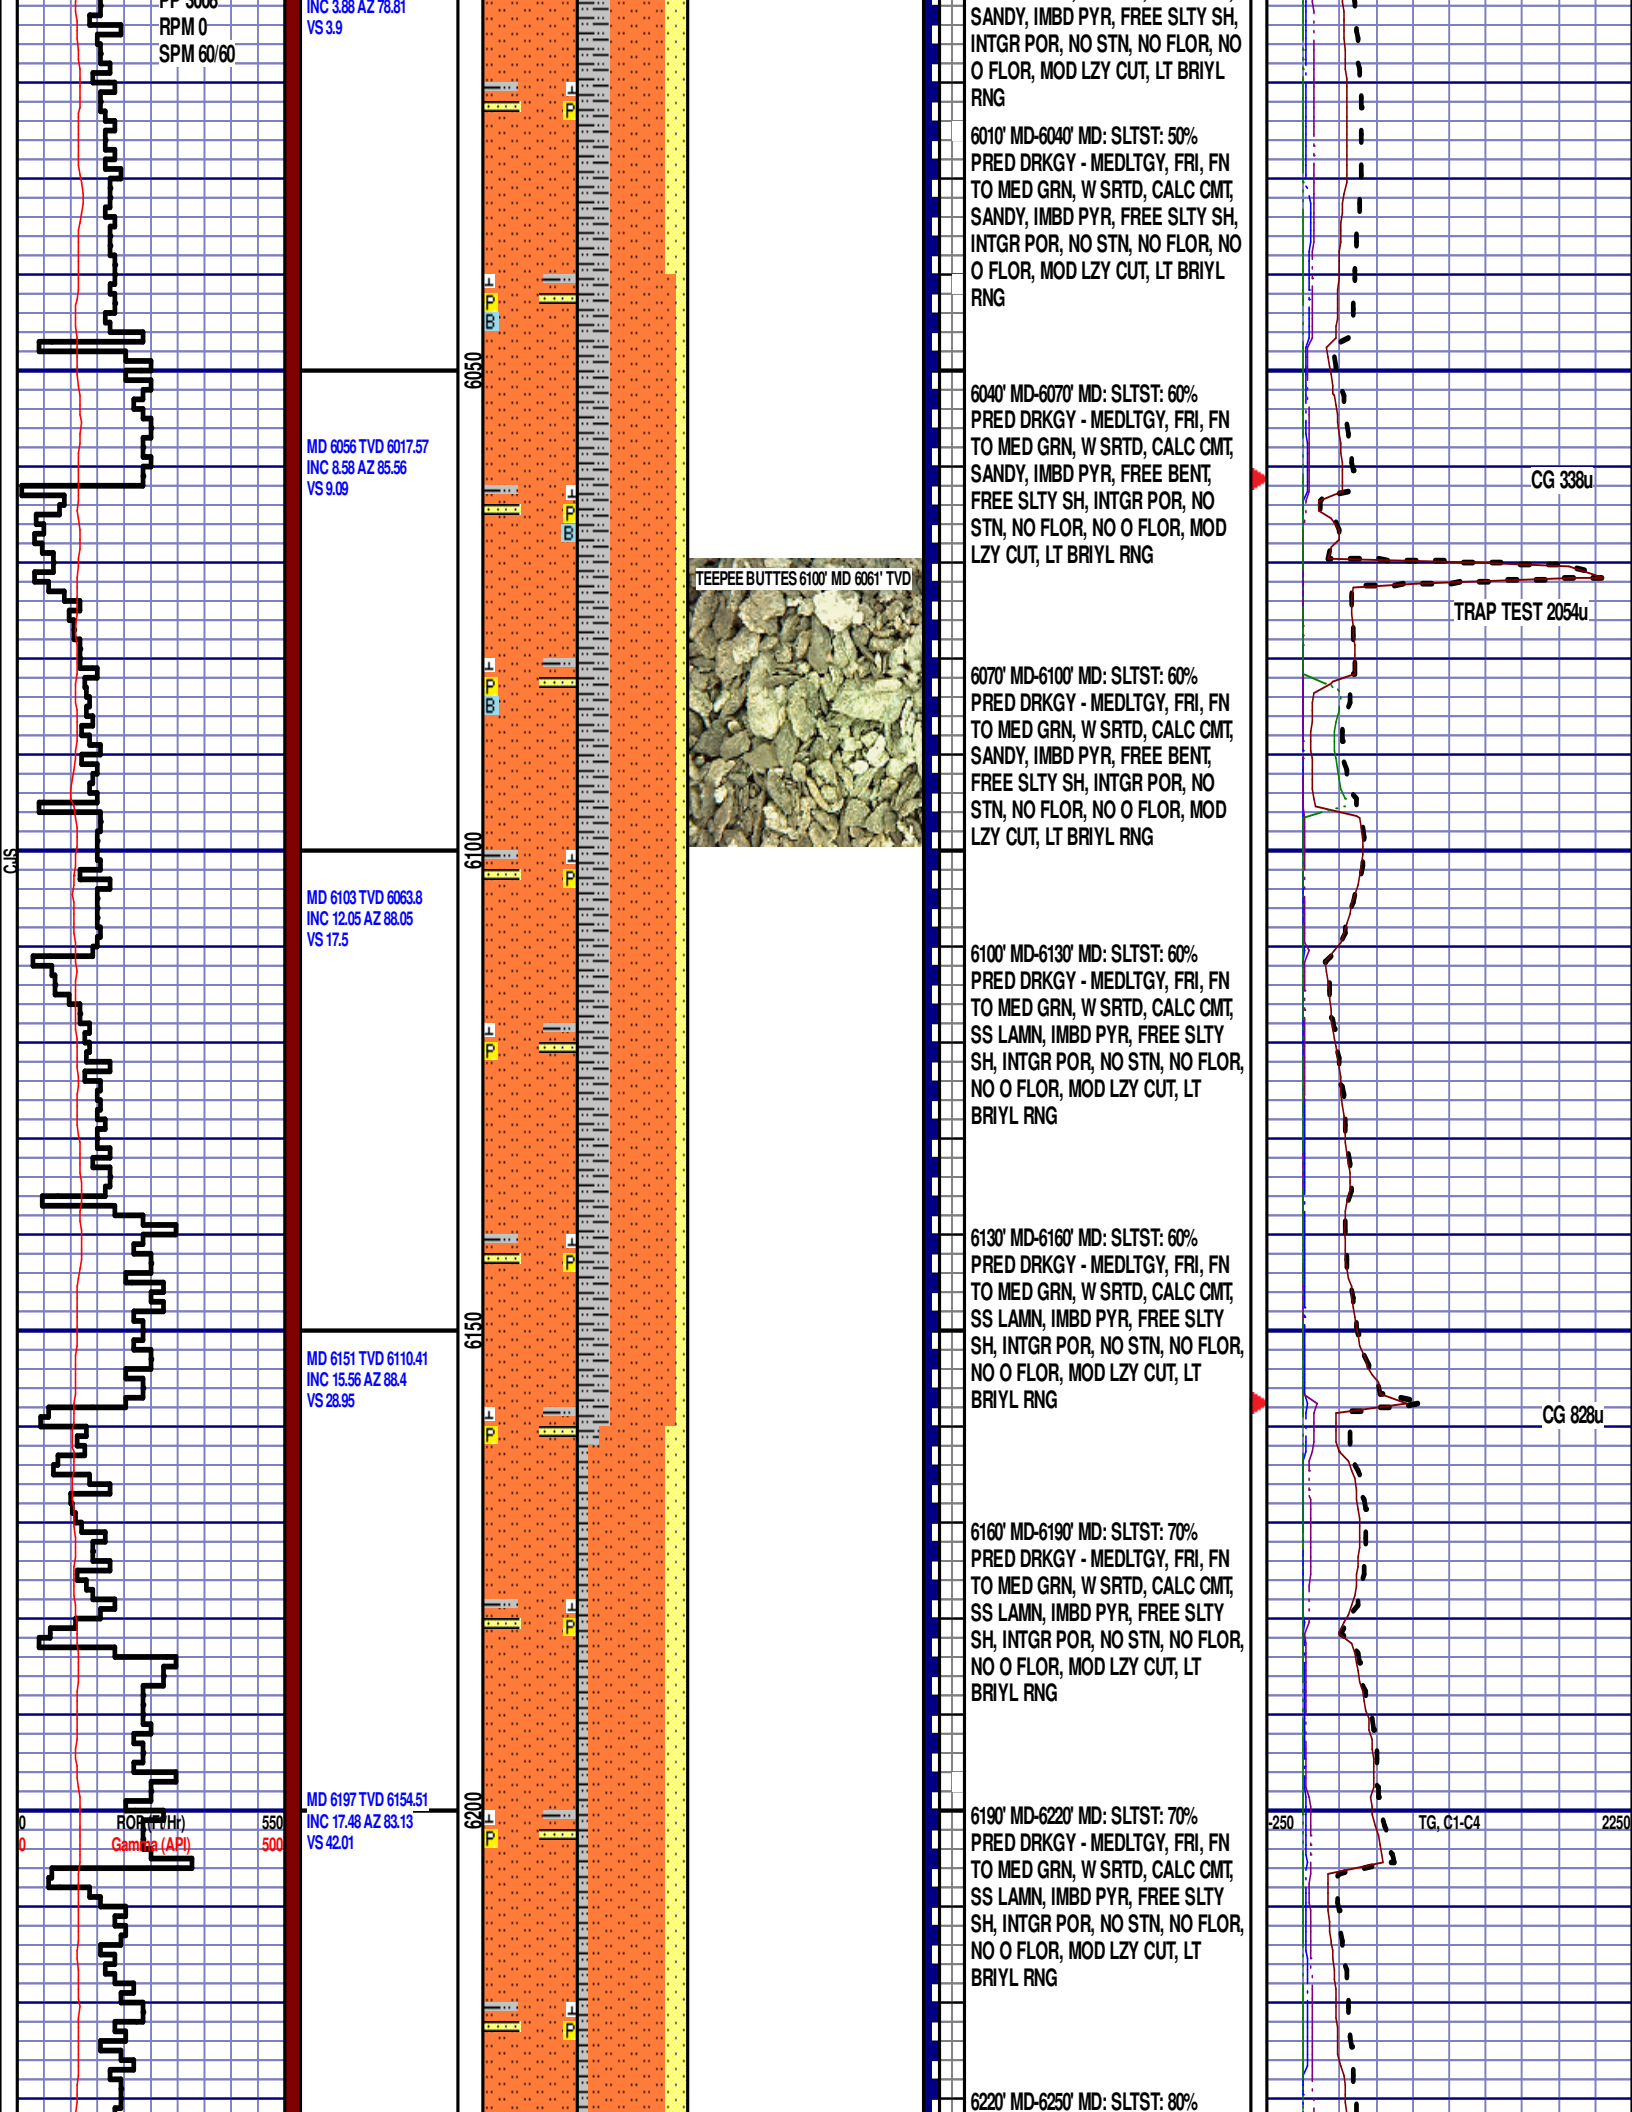 PP 3006
RPM 0
SPM 60/60
INC 3.88 AZ 78.81
VS 3.9
SANDY, IMBD PYR, FREE SLTY SH,
INTGR POR, NO STN, NO FLOR, NO
O FLOR, MOD LZY CUT, LT BRIYL
RNG
6010' MD-6040' MD: SLTST: 50%
PRED DRKGY - MEDLTGY, FRI, FN
TO MED GRN, W SRTD, CALC CMT,
SANDY, IMBD PYR, FREE SLTY SH,
INTGR POR, NO STN, NO FLOR, NO
O FLOR, MOD LZY CUT, LT BRIYL
RNG
P
P
B
6050
MD 6056 TVD 6017.57
INC 8.58 AZ 85.56
VS 9.09
6040' MD-6070' MD: SLTST: 60%
PRED DRKGY - MEDLTGY, FRI, FN
TO MED GRN, W SRTD, CALC CMT,
SANDY, IMBD PYR, FREE BENT,
FREE SLTY SH, INTGR POR, NO
STN, NO FLOR, NO O FLOR, MOD
LZY CUT, LT BRIYL RNG
CG 338u
P
B
TEEPEE BUTTES 6100' MD 6061' TVD
TRAP TEST 2054u
P
B
6070' MD-6100' MD: SLTST: 60%
PRED DRKGY - MEDLTGY, FRI, FN
TO MED GRN, W SRTD, CALC CMT,
SANDY, IMBD PYR, FREE BENT,
FREE SLTY SH, INTGR POR, NO
STN, NO FLOR, NO O FLOR, MOD
LZY CUT, LT BRIYL RNG
CJS
6100
P
MD 6103 TVD 6063.8
INC 12.05 AZ 88.05
VS 17.5
6100' MD-6130' MD: SLTST: 60%
PRED DRKGY - MEDLTGY, FRI, FN
TO MED GRN, W SRTD, CALC CMT,
SS LAMN, IMBD PYR, FREE SLTY
SH, INTGR POR, NO STN, NO FLOR,
NO O FLOR, MOD LZY CUT, LT
BRIYL RNG
P
P
6130' MD-6160' MD: SLTST: 60%
PRED DRKGY - MEDLTGY, FRI, FN
TO MED GRN, W SRTD, CALC CMT,
SS LAMN, IMBD PYR, FREE SLTY
SH, INTGR POR, NO STN, NO FLOR,
NO O FLOR, MOD LZY CUT, LT
BRIYL RNG
6150
MD 6151 TVD 6110.41
INC 15.56 AZ 88.4
VS 28.95
CG 828u
P
6160' MD-6190' MD: SLTST: 70%
PRED DRKGY - MEDLTGY, FRI, FN
TO MED GRN, W SRTD, CALC CMT,
SS LAMN, IMBD PYR, FREE SLTY
SH, INTGR POR, NO STN, NO FLOR,
NO O FLOR, MOD LZY CUT, LT
BRIYL RNG
P
MD 6197 TVD 6154.51
INC 17.48 AZ 83.13
VS 42.01
6200
0 ROP (Ft/Hr) 550
0 Gamma (API) 500
P
6190' MD-6220' MD: SLTST: 70%
PRED DRKGY - MEDLTGY, FRI, FN
TO MED GRN, W SRTD, CALC CMT,
SS LAMN, IMBD PYR, FREE SLTY
SH, INTGR POR, NO STN, NO FLOR,
NO O FLOR, MOD LZY CUT, LT
BRIYL RNG
-250 TG, C1-C4 2250
P
6220' MD-6250' MD: SLTST: 80%